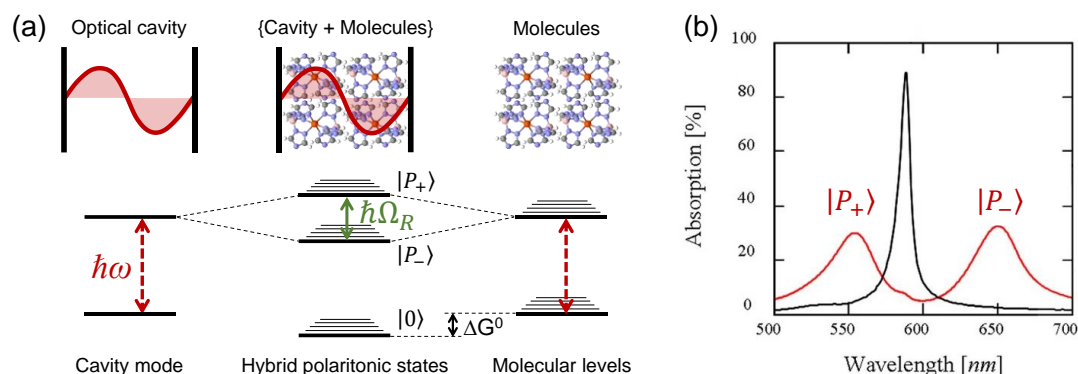 (a)
Optical cavity
{Cavity + Molecules}
Molecules
|P₊⟩
ℏΩ_R
|P₋⟩
ℏω
|0⟩
ΔG⁰
Cavity mode
Hybrid polaritonic states
Molecular levels
(b)
100
80
60
40
20
0
Absorption [%]
|P₊⟩
|P₋⟩
500
550
600
650
700
Wavelength [nm]